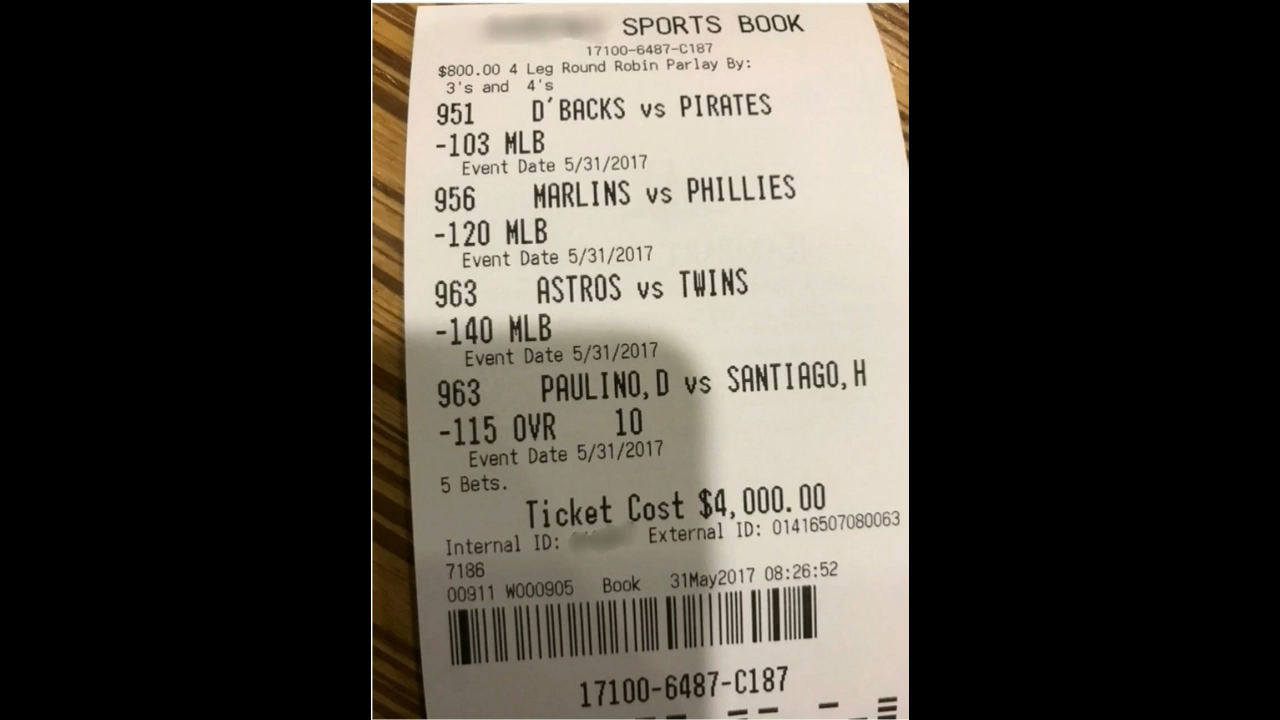 SPORTS BOOK
17100-6487-C187
$800.00 4 Leg Round Robin Parlay By:
3's and 4's
951 D'BACKS vs PIRATES
-103 MLB
Event Date 5/31/2017
956 MARLINS vs PHILLIES
-120 MLB
Event Date 5/31/2017
963 ASTROS vs TWINS
-140 MLB
Event Date 5/31/2017
963 PAULINO,D vs SANTIAGO,H
-115 OVR 10
Event Date 5/31/2017
5 Bets.
Ticket Cost $4,000.00
Internal ID: External ID: 01416507080063
7186
00911 W000905 Book 31May2017 08:26:52
17100-6487-C187